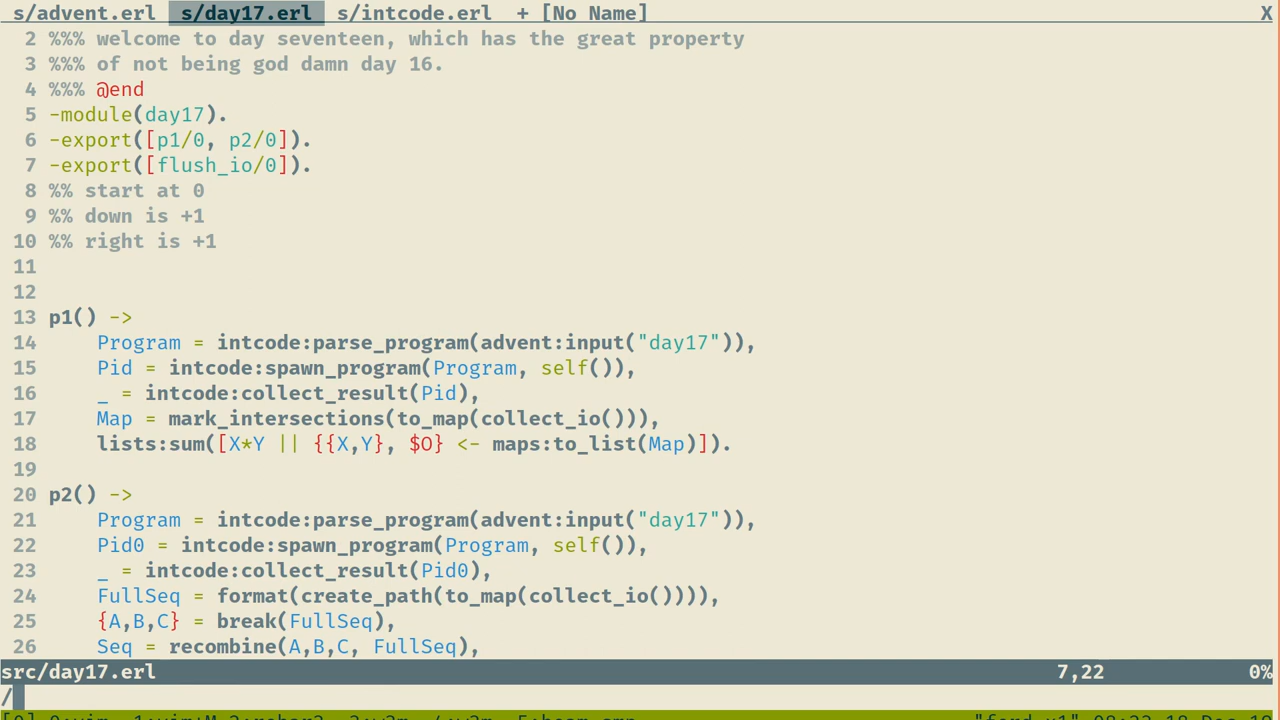 s/advent.erl s/day17.erl s/intcode.erl + [No Name] X
2 %%% welcome to day seventeen, which has the great property
3 %%% of not being god damn day 16.
4 %%% @end
5 -module(day17).
6 -export([p1/0, p2/0]).
7 -export([flush_io/0]).
8 %% start at 0
9 %% down is +1
10 %% right is +1
11
12
13 p1() ->
14     Program = intcode:parse_program(advent:input("day17")),
15     Pid = intcode:spawn_program(Program, self()),
16     _ = intcode:collect_result(Pid),
17     Map = mark_intersections(to_map(collect_io())),
18     lists:sum([X*Y || {{X,Y}, $O} <- maps:to_list(Map)]).
19
20 p2() ->
21     Program = intcode:parse_program(advent:input("day17")),
22     Pid0 = intcode:spawn_program(Program, self()),
23     _ = intcode:collect_result(Pid0),
24     FullSeq = format(create_path(to_map(collect_io()))),
25     {A,B,C} = break(FullSeq),
26     Seq = recombine(A,B,C, FullSeq),
src/day17.erl 7,22 0%
/